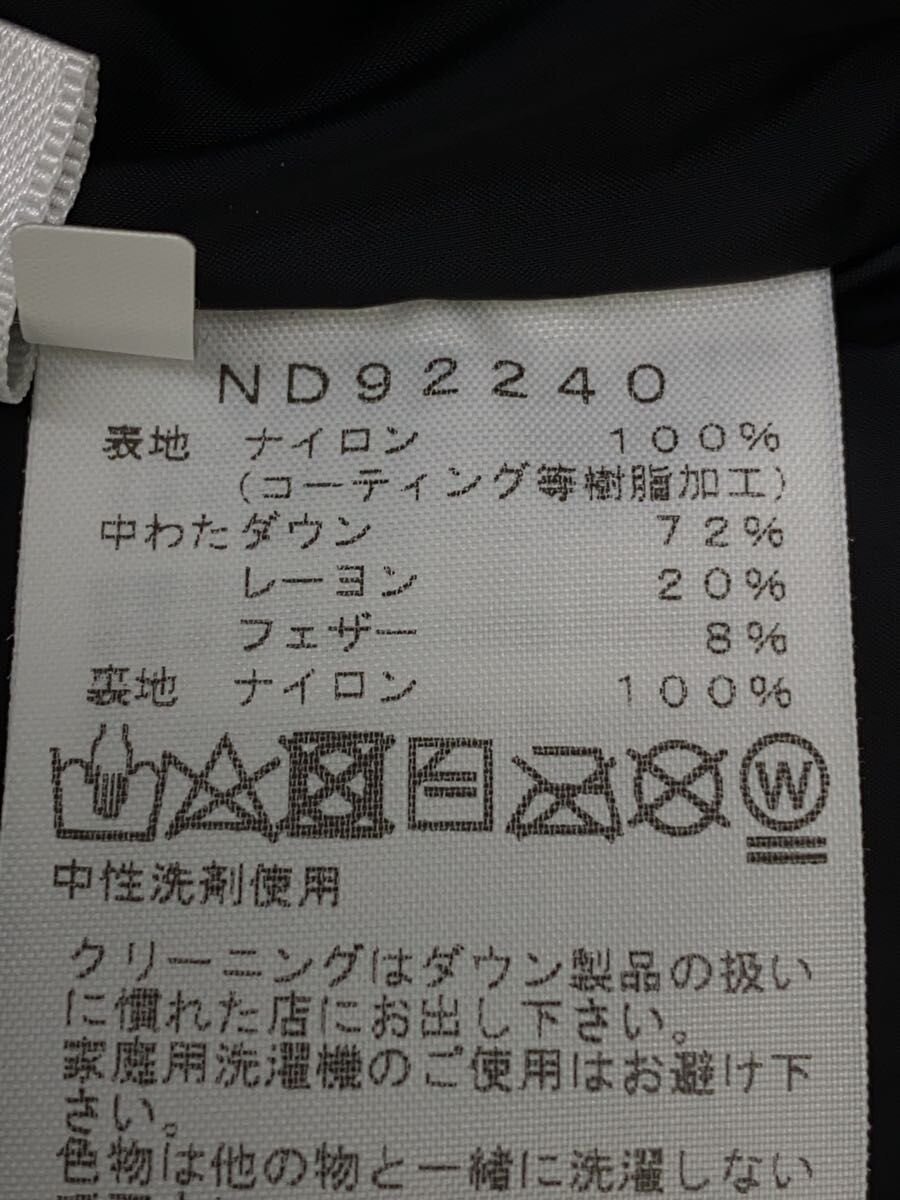 ND92240
表地 ナイロン 100%
(コーティング等樹脂加工)
中わたダウン 72%
レーヨン 20%
フェザー 8%
裏地 ナイロン 100%
W
中性洗剤使用
クリーニングはダウン製品の扱い
に慣れた店にお出し下さい。
家庭用洗濯機のご使用はお避け下
さい。
色物は他の物と一緒に洗濯しない